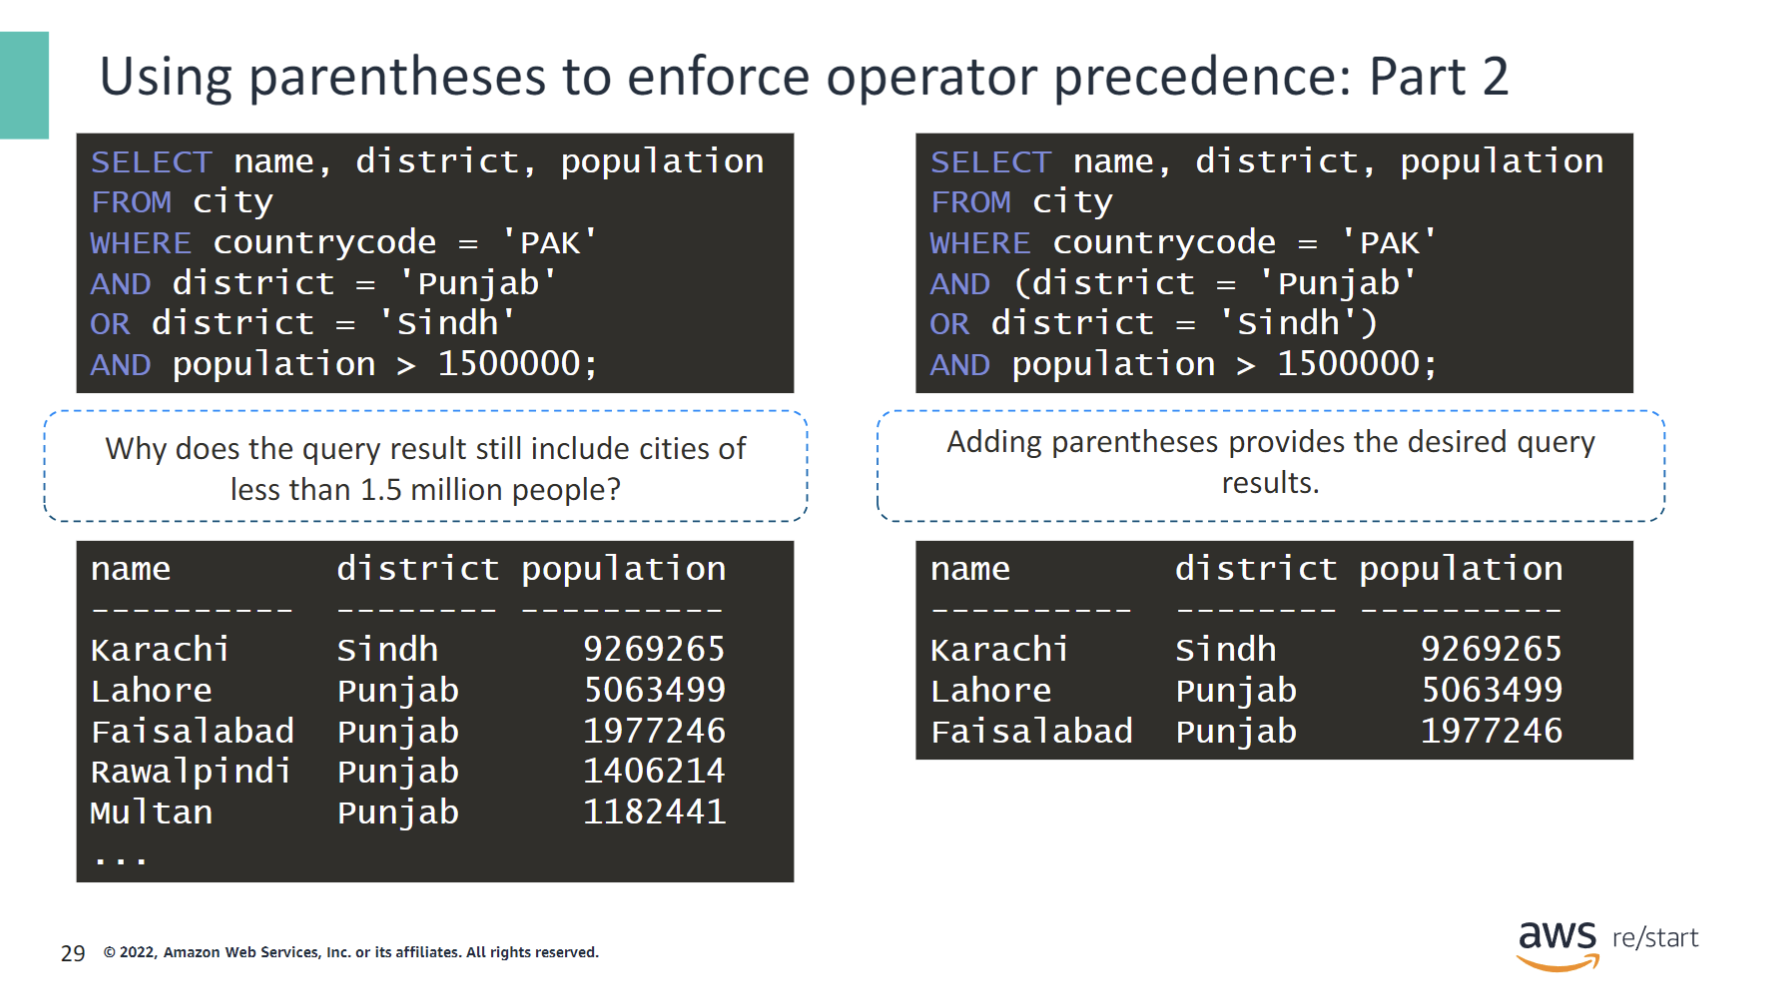 Using parentheses to enforce operator precedence: Part 2
SELECT name, district, population
FROM city
WHERE countrycode = 'PAK'
AND district = 'Punjab'
OR district = 'Sindh'
AND population > 1500000;
Why does the query result still include cities of
less than 1.5 million people?
name district population
---------- -------- ----------
Karachi Sindh 9269265
Lahore Punjab 5063499
Faisalabad Punjab 1977246
Rawalpindi Punjab 1406214
Multan Punjab 1182441
...
SELECT name, district, population
FROM city
WHERE countrycode = 'PAK'
AND (district = 'Punjab'
OR district = 'Sindh')
AND population > 1500000;
Adding parentheses provides the desired query
results.
name district population
---------- -------- ----------
Karachi Sindh 9269265
Lahore Punjab 5063499
Faisalabad Punjab 1977246
29 © 2022, Amazon Web Services, Inc. or its affiliates. All rights reserved.
aws re/start